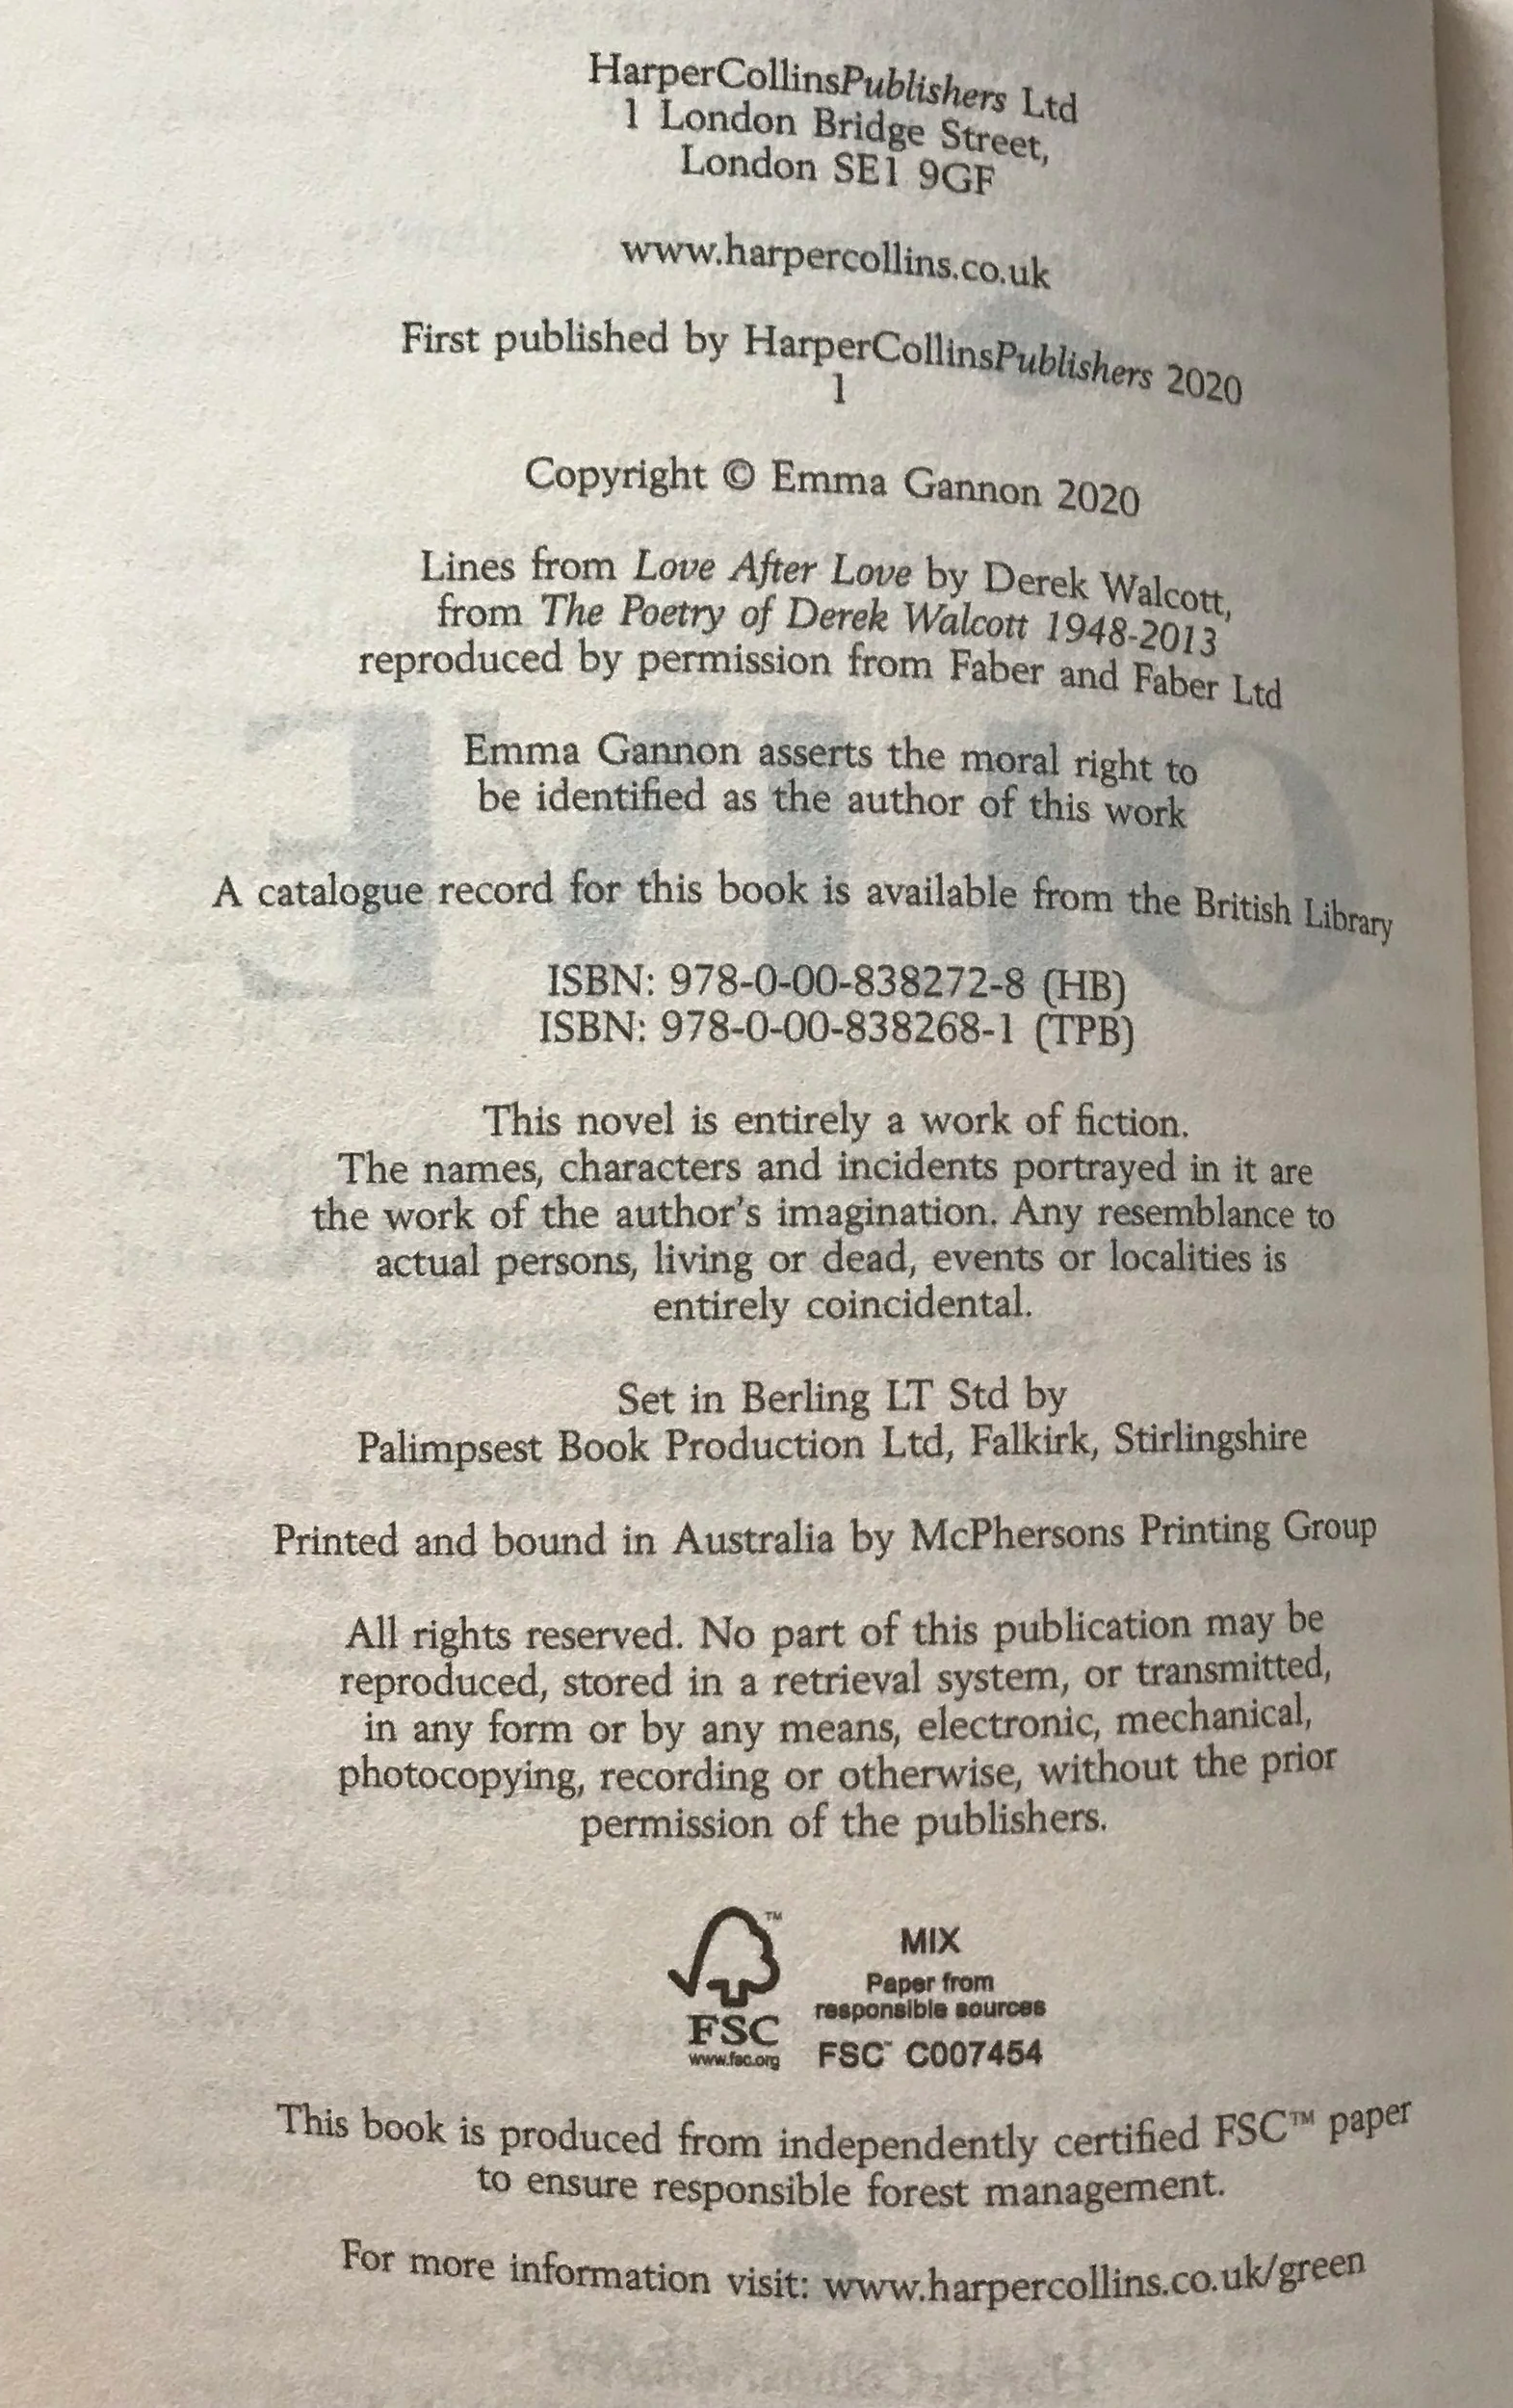 HarperCollinsPublishers Ltd
1 London Bridge Street,
London SE1 9GF
www.harpercollins.co.uk
First published by HarperCollinsPublishers 2020
1
Copyright © Emma Gannon 2020
Lines from Love After Love by Derek Walcott,
from The Poetry of Derek Walcott 1948-2013
reproduced by permission from Faber and Faber Ltd
Emma Gannon asserts the moral right to
be identified as the author of this work
A catalogue record for this book is available from the British Library
ISBN: 978-0-00-838272-8 (HB)
ISBN: 978-0-00-838268-1 (TPB)
This novel is entirely a work of fiction.
The names, characters and incidents portrayed in it are
the work of the author's imagination. Any resemblance to
actual persons, living or dead, events or localities is
entirely coincidental.
Set in Berling LT Std by
Palimpsest Book Production Ltd, Falkirk, Stirlingshire
Printed and bound in Australia by McPhersons Printing Group
All rights reserved. No part of this publication may be
reproduced, stored in a retrieval system, or transmitted,
in any form or by any means, electronic, mechanical,
photocopying, recording or otherwise, without the prior
permission of the publishers.
™
FSC
www.fsc.org
MIX
Paper from
responsible sources
FSC™ C007454
This book is produced from independently certified FSC™ paper
to ensure responsible forest management.
For more information visit: www.harpercollins.co.uk/green